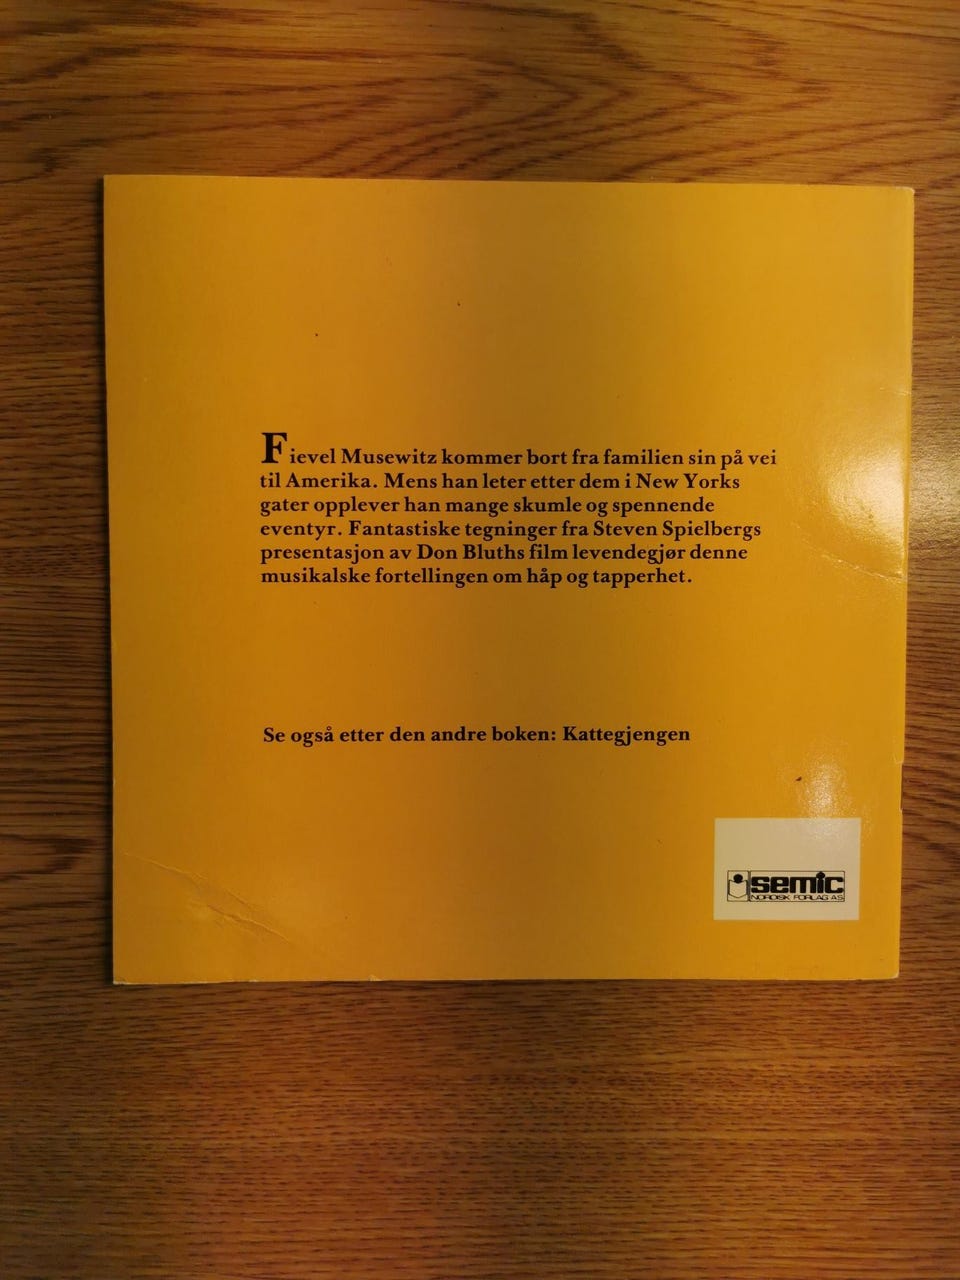 Fievel Musewitz kommer bort fra familien sin på vei
til Amerika. Mens han leter etter dem i New Yorks
gater opplever han mange skumle og spennende
eventyr. Fantastiske tegninger fra Steven Spielbergs
presentasjon av Don Bluths film levendegjør denne
musikalske fortellingen om håp og tapperhet.
Se også etter den andre boken: Kattegjengen
semic
NORDISK FORLAG AS